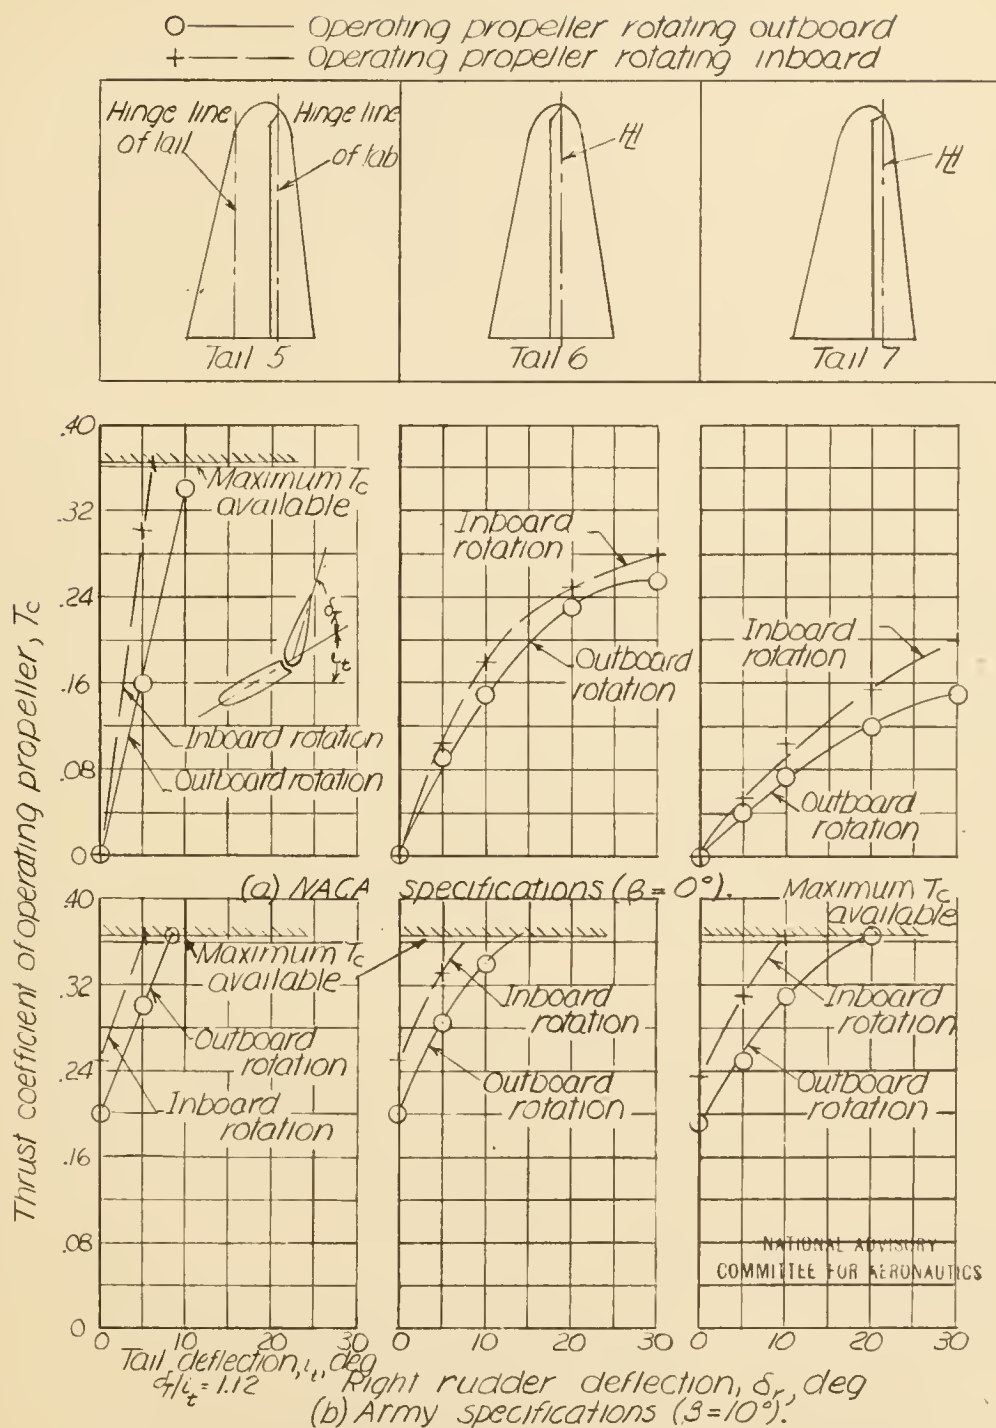 O— Operating propeller rotating outboard
+— — Operating propeller rotating inboard
Hinge line
of tail
Hinge line
of tab
HL
HL
Tail 5
Tail 6
Tail 7
Thrust coefficient of operating propeller, Tc
.40
.32
.24
.16
.08
0
Maximum Tc
available
δr
it
Inboard rotation
Outboard rotation
Inboard
rotation
Outboard
rotation
Inboard
rotation
Outboard
rotation
(a) NACA specifications (β = 0°).
.40
.32
.24
.16
.08
0
Maximum Tc
available
Outboard
rotation
Inboard
rotation
Inboard
rotation
Outboard
rotation
Maximum Tc
available
Inboard
rotation
Outboard
rotation
NATIONAL ADVISORY
COMMITTEE FOR AERONAUTICS
0 10 20 30
0 10 20 30
0 10 20 30
Tail deflection, it, deg
δr/it = 1.12
Right rudder deflection, δr, deg
(b) Army specifications (β=10°).